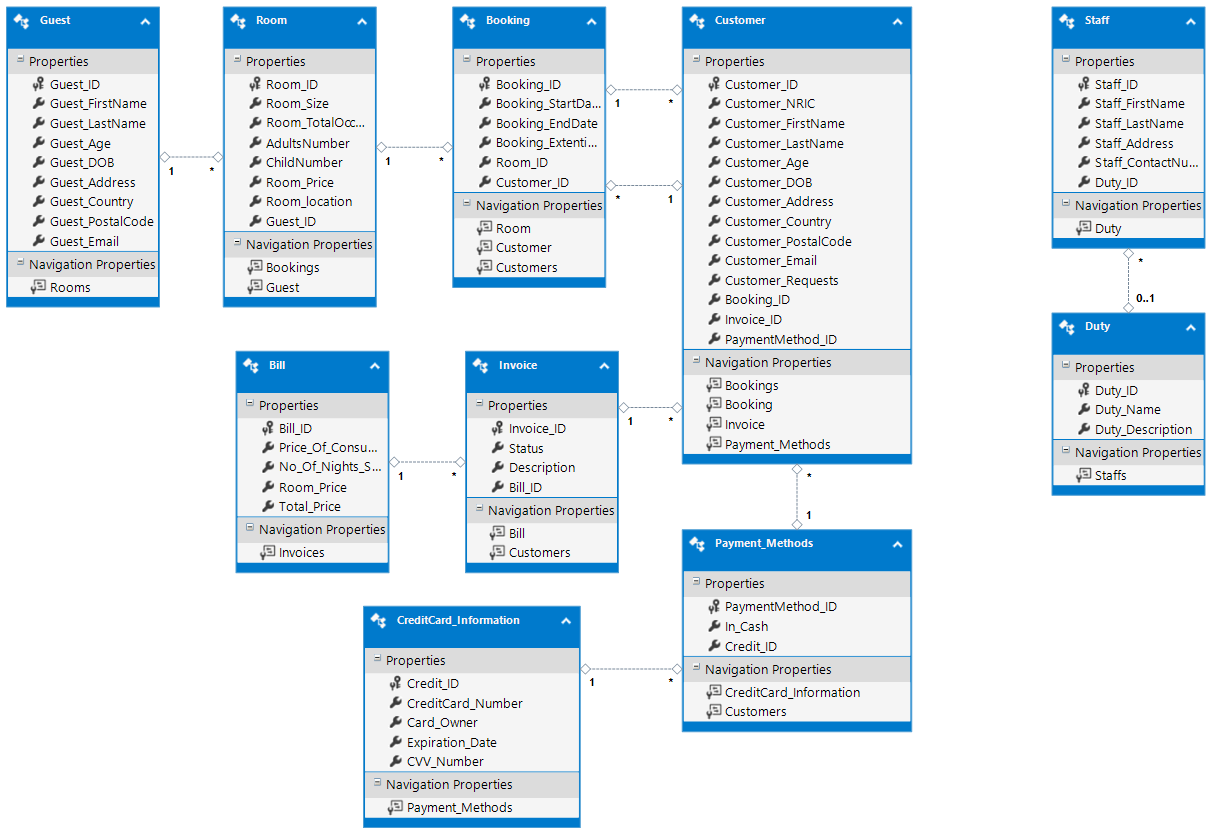 Guest
Properties
Guest_ID
Guest_FirstName
Guest_LastName
Guest_Age
Guest_DOB
Guest_Address
Guest_Country
Guest_PostalCode
Guest_Email
Navigation Properties
Rooms
1
*
Room
Properties
Room_ID
Room_Size
Room_TotalOcc...
AdultsNumber
ChildNumber
Room_Price
Room_location
Guest_ID
Navigation Properties
Bookings
Guest
1
*
Booking
Properties
Booking_ID
Booking_StartDa...
Booking_EndDate
Booking_Extenti...
Room_ID
Customer_ID
Navigation Properties
Room
Customer
Customers
1
*
*
1
Customer
Properties
Customer_ID
Customer_NRIC
Customer_FirstName
Customer_LastName
Customer_Age
Customer_DOB
Customer_Address
Customer_Country
Customer_PostalCode
Customer_Email
Customer_Requests
Booking_ID
Invoice_ID
PaymentMethod_ID
Navigation Properties
Bookings
Booking
Invoice
Payment_Methods
Staff
Properties
Staff_ID
Staff_FirstName
Staff_LastName
Staff_Address
Staff_ContactNu...
Duty_ID
Navigation Properties
Duty
*
0..1
Duty
Properties
Duty_ID
Duty_Name
Duty_Description
Navigation Properties
Staffs
Bill
Properties
Bill_ID
Price_Of_Consu...
No_Of_Nights_S...
Room_Price
Total_Price
Navigation Properties
Invoices
1
*
Invoice
Properties
Invoice_ID
Status
Description
Bill_ID
Navigation Properties
Bill
Customers
1
*
*
1
Payment_Methods
Properties
PaymentMethod_ID
In_Cash
Credit_ID
Navigation Properties
CreditCard_Information
Customers
CreditCard_Information
Properties
Credit_ID
CreditCard_Number
Card_Owner
Expiration_Date
CVV_Number
Navigation Properties
Payment_Methods
1
*